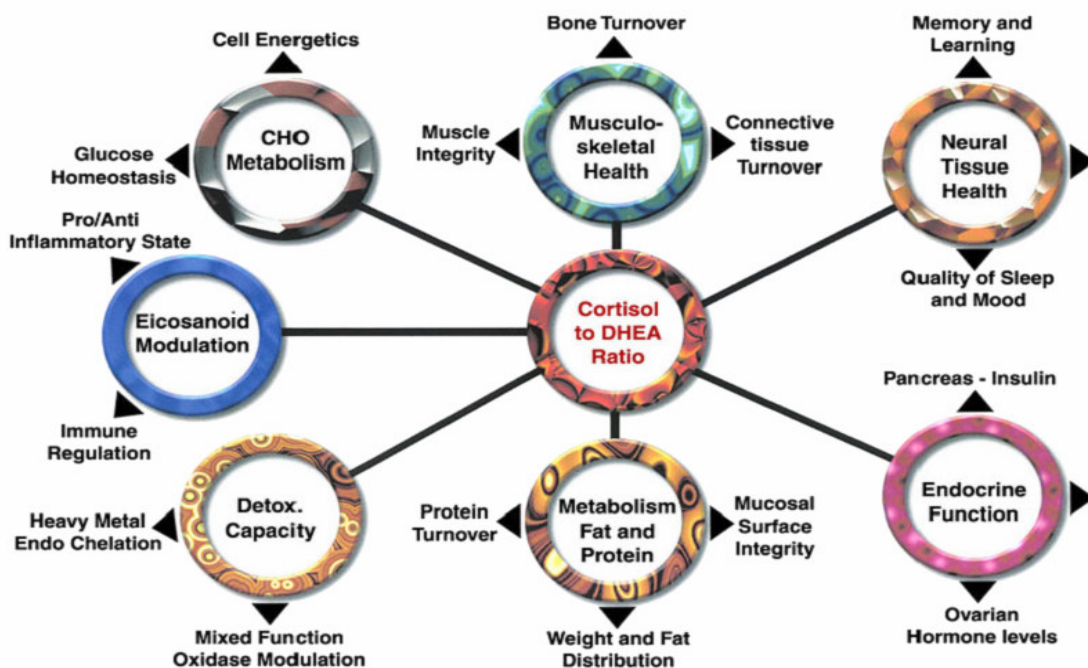 Cell Energetics
CHO
Metabolism
Glucose
Homeostasis
Bone Turnover
Muscle
Integrity
Musculo-
skeletal
Health
Connective
tissue
Turnover
Memory and
Learning
Neural
Tissue
Health
Quality of Sleep
and Mood
Pro/Anti
Inflammatory State
Eicosanoid
Modulation
Immune
Regulation
Cortisol
to DHEA
Ratio
Detox.
Capacity
Heavy Metal
Endo Chelation
Mixed Function
Oxidase Modulation
Protein
Turnover
Metabolism
Fat and
Protein
Mucosal
Surface
Integrity
Weight and Fat
Distribution
Pancreas - Insulin
Endocrine
Function
Ovarian
Hormone levels